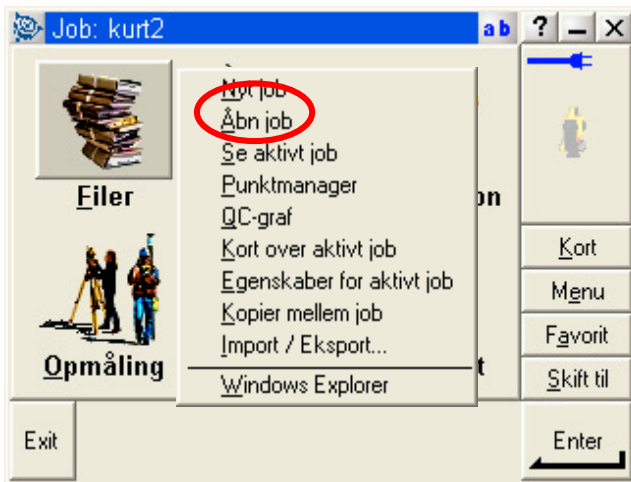 Job: kurt2
ab
?
Nyt job
Åbn job
Se aktivt job
Punktmanager
QC-graf
Kort over aktivt job
Egenskaber for aktivt job
Kopier mellem job
Import / Eksport...
Windows Explorer
Filer
on
Opmåling
t
Kort
Menu
Favorit
Skift til
Exit
Enter